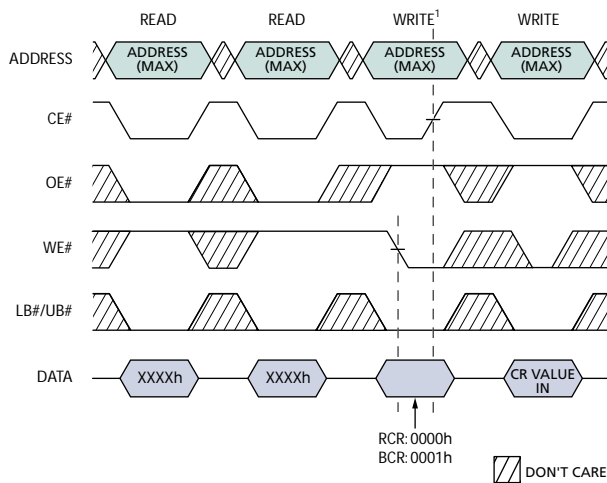 READ READ WRITE1 WRITE
ADDRESS ADDRESS (MAX) ADDRESS (MAX) ADDRESS (MAX) ADDRESS (MAX)
CE#
OE#
WE#
LB#/UB#
DATA XXXXh XXXXh CR VALUE IN
RCR: 0000h
BCR: 0001h
DON'T CARE